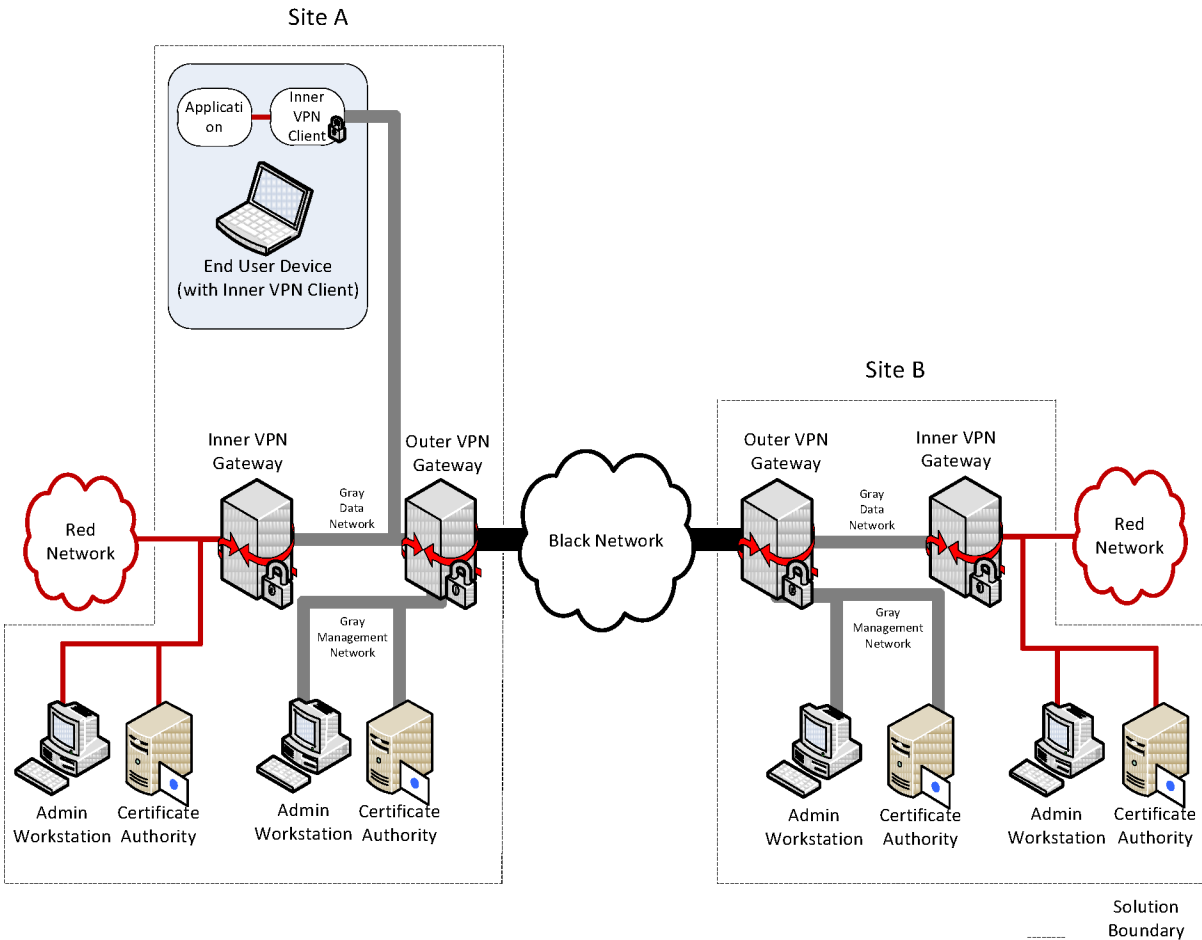 Site A
Applicati
on
Inner
VPN
Client
End User Device
(with Inner VPN Client)
Site B
Inner VPN
Gateway
Outer VPN
Gateway
Outer VPN
Gateway
Inner VPN
Gateway
Gray
Data
Network
Gray
Data
Network
Red
Network
Black Network
Red
Network
Gray
Management
Network
Gray
Management
Network
Admin
Workstation
Certificate
Authority
Admin
Workstation
Certificate
Authority
Admin
Workstation
Certificate
Authority
Admin
Workstation
Certificate
Authority
Solution
Boundary